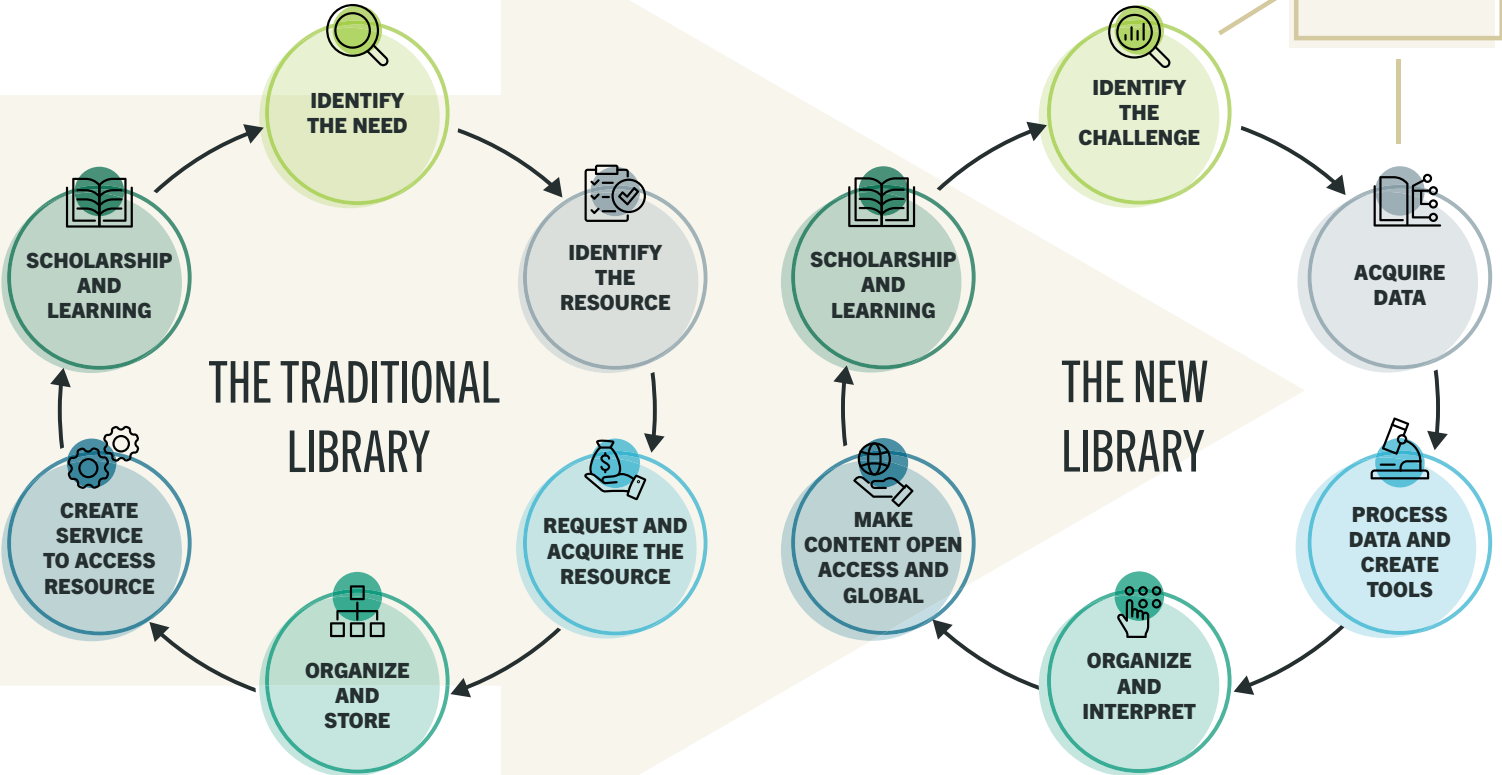 IDENTIFY
THE NEED
IDENTIFY
THE
RESOURCE
REQUEST AND
ACQUIRE THE
RESOURCE
ORGANIZE
AND
STORE
CREATE
SERVICE
TO ACCESS
RESOURCE
SCHOLARSHIP
AND
LEARNING
THE TRADITIONAL
LIBRARY
IDENTIFY
THE
CHALLENGE
ACQUIRE
DATA
PROCESS
DATA AND
CREATE
TOOLS
ORGANIZE
AND
INTERPRET
MAKE
CONTENT OPEN
ACCESS AND
GLOBAL
SCHOLARSHIP
AND
LEARNING
THE NEW
LIBRARY
$